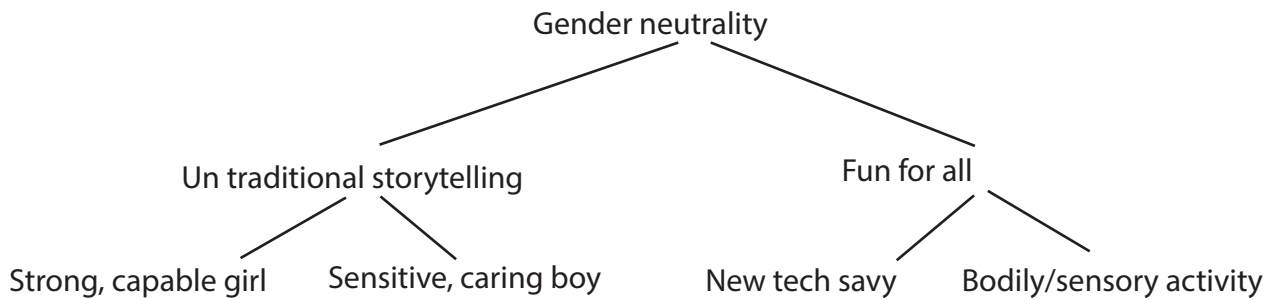 Gender neutrality
Un traditional storytelling
Fun for all
Strong, capable girl
Sensitive, caring boy
New tech savy
Bodily/sensory activity